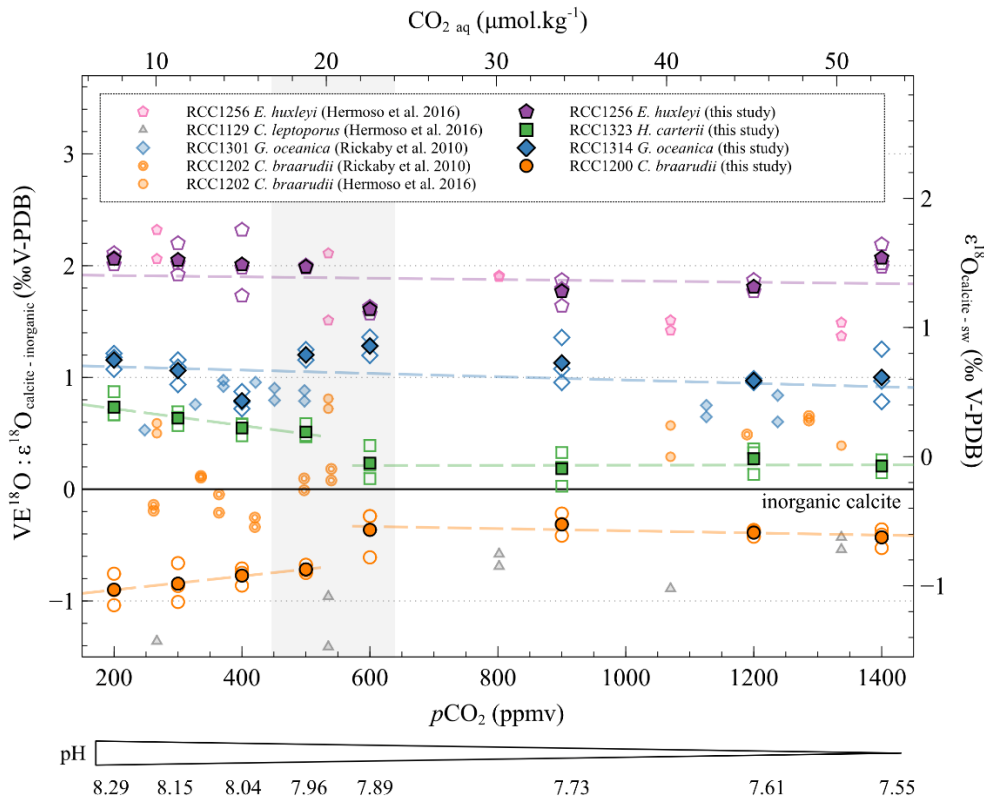 CO2 aq (μmol.kg-1)
10 20 30 40 50
RCC1256 E. huxleyi (Hermoso et al. 2016)
RCC1129 C. leptoporus (Hermoso et al. 2016)
RCC1301 G. oceanica (Rickaby et al. 2010)
RCC1202 C. braarudii (Rickaby et al. 2010)
RCC1202 C. braarudii (Hermoso et al. 2016)
RCC1256 E. huxleyi (this study)
RCC1323 H. carterii (this study)
RCC1314 G. oceanica (this study)
RCC1200 C. braarudii (this study)
VE18O : ε18Ocalcite - inorganic (‰V-PDB)
3
2
1
0
−1
ε18Ocalcite - sw (‰ V-PDB)
2
1
0
−1
inorganic calcite
200 400 600 800 1000 1200 1400
pCO2 (ppmv)
pH
8.29 8.15 8.04 7.96 7.89 7.73 7.61 7.55